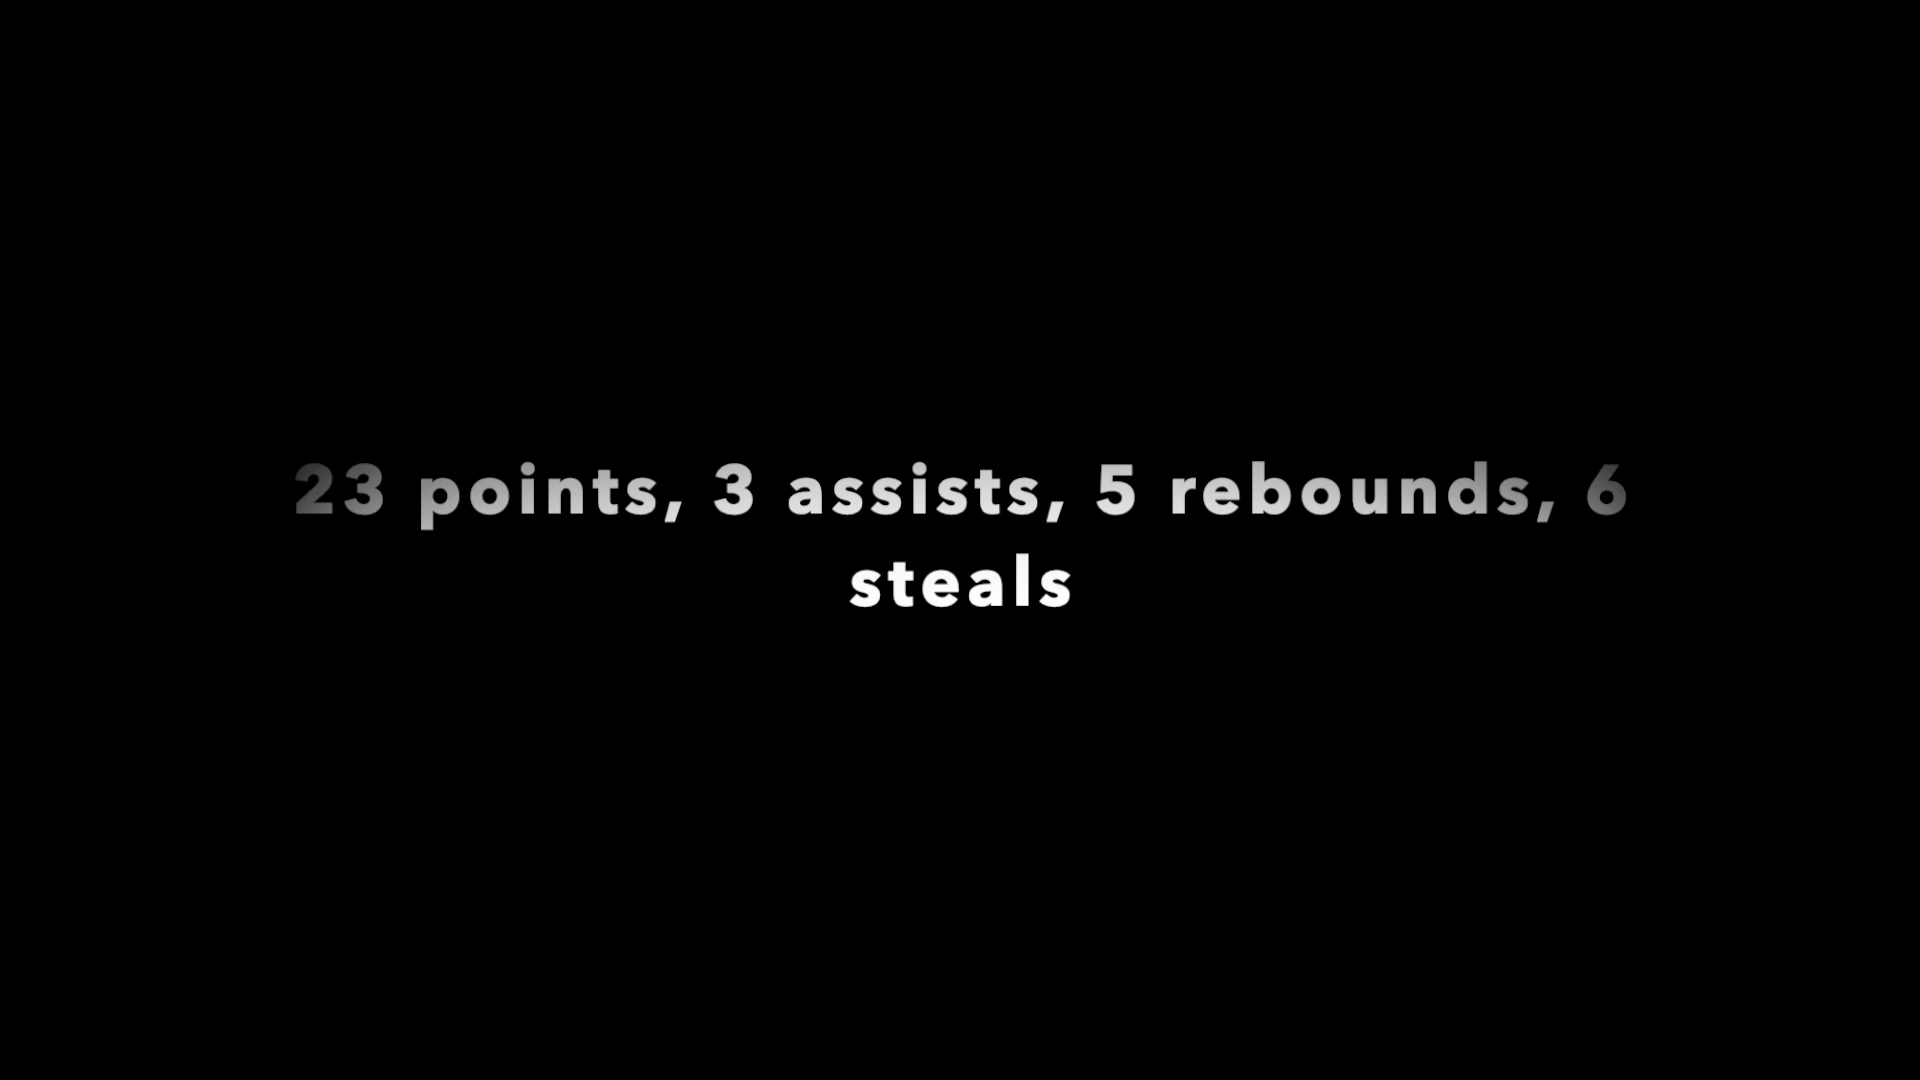 23 points, 3 assists, 5 rebounds, 6
steals